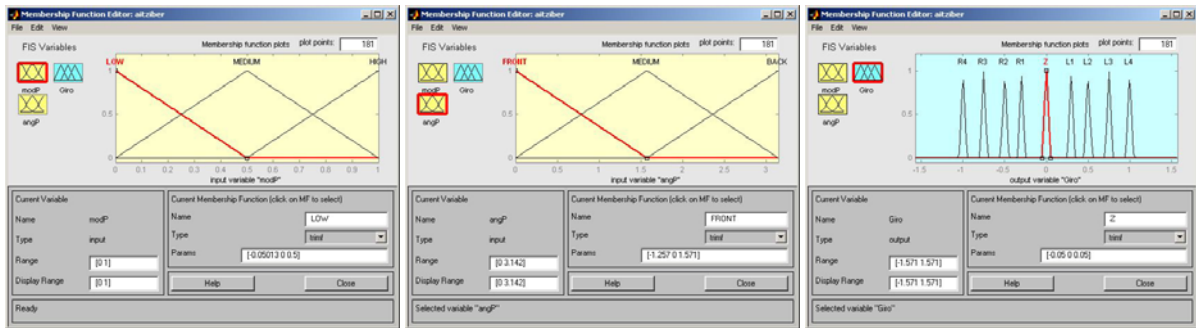 Membership Function Editor: aitziber
File Edit View
FIS Variables
Membership function plots plot points: 181
LOW MEDIUM HIGH
1
0.5
0
modP Giro
angP
0 0.1 0.2 0.3 0.4 0.5 0.6 0.7 0.8 0.9 1
input variable "modP"
Current Variable
Name modP
Type input
Range [0 1]
Display Range [0 1]
Current Membership Function (click on MF to select)
Name LOW
Type trimf
Params [-0.05013 0 0.5]
Help Close
Ready
Membership Function Editor: aitziber
File Edit View
FIS Variables
Membership function plots plot points: 181
FRONT MEDIUM BACK
1
0.5
0
modP Giro
angP
0 0.5 1 1.5 2 2.5 3
input variable "angP"
Current Variable
Name angP
Type input
Range [0 3.142]
Display Range [0 3.142]
Current Membership Function (click on MF to select)
Name FRONT
Type trimf
Params [-1.257 0 1.571]
Help Close
Selected variable "angP"
Membership Function Editor: aitziber
File Edit View
FIS Variables
Membership function plots plot points: 181
R4 R3 R2 R1 Z L1 L2 L3 L4
1
0.5
0
modP Giro
angP
-1.5 -1 -0.5 0 0.5 1 1.5
output variable "Giro"
Current Variable
Name Giro
Type output
Range [-1.571 1.571]
Display Range [-1.571 1.571]
Current Membership Function (click on MF to select)
Name Z
Type trimf
Params [-0.05 0 0.05]
Help Close
Selected variable "Giro"